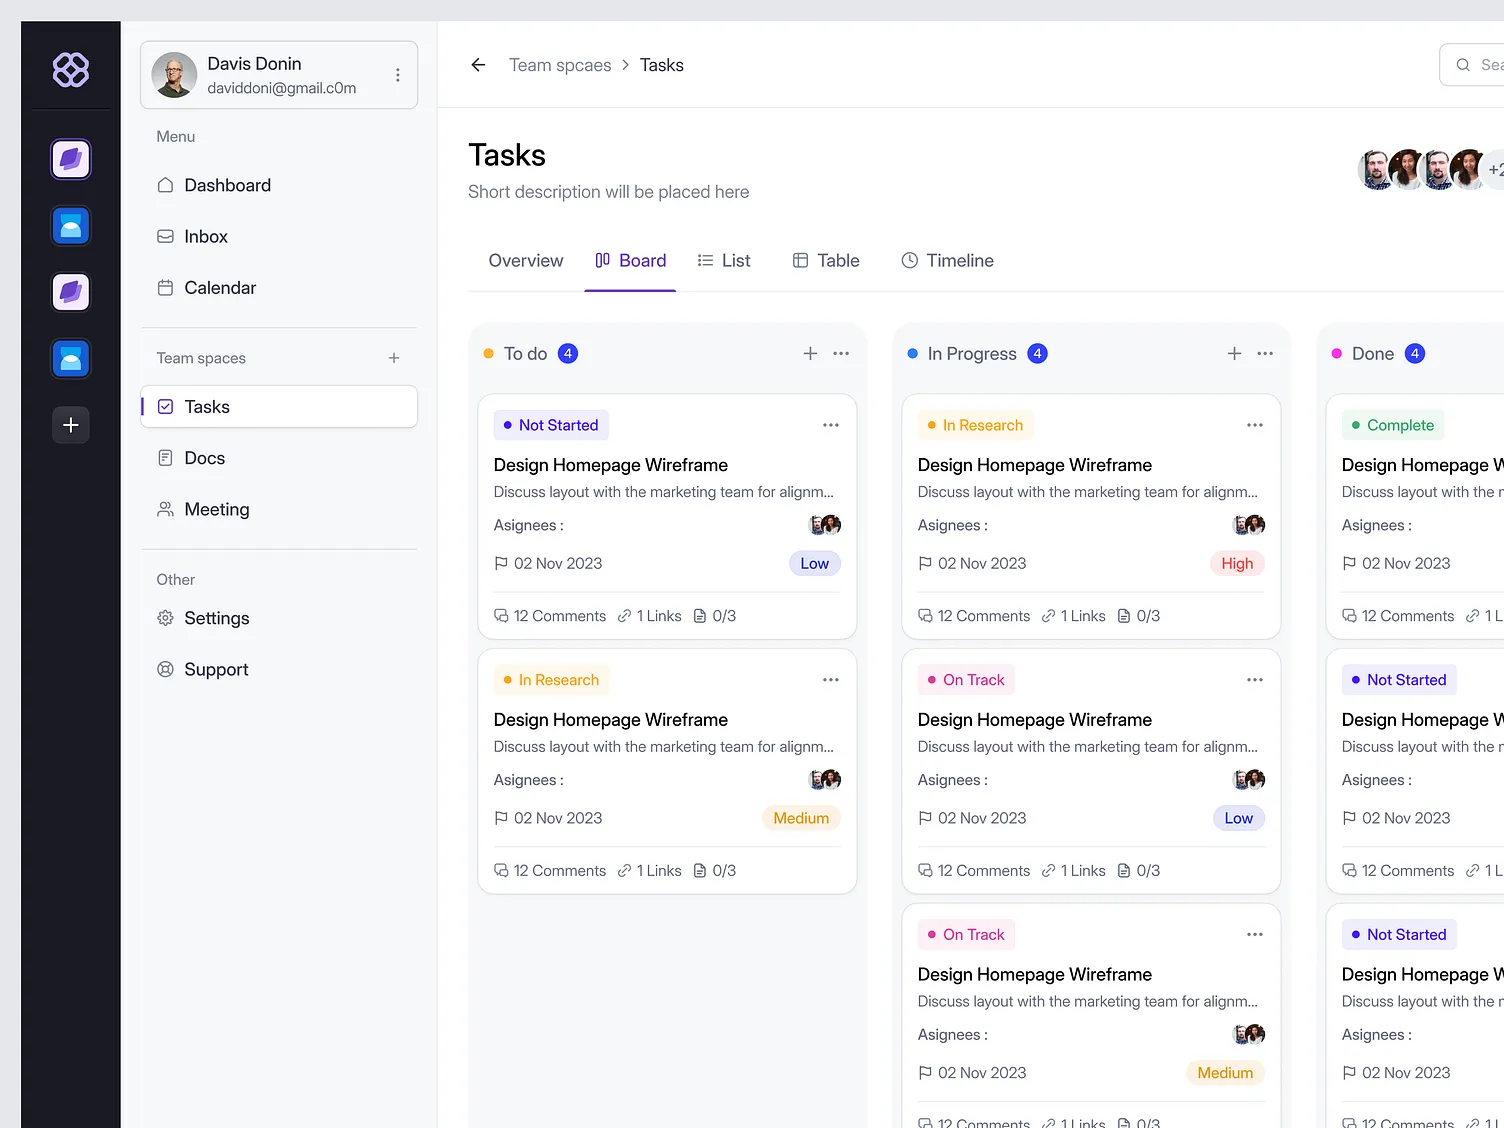 Davis Donin
daviddoni@gmail.c0m
Menu
Dashboard
Inbox
Calendar
Team spaces
Tasks
Docs
Meeting
Other
Settings
Support
Team spcaes > Tasks
Sea
Tasks
Short description will be placed here
+2
Overview
Board
List
Table
Timeline
To do 4
Not Started
Design Homepage Wireframe
Discuss layout with the marketing team for alignm...
Asignees :
02 Nov 2023
Low
12 Comments 1 Links 0/3
In Research
Design Homepage Wireframe
Discuss layout with the marketing team for alignm...
Asignees :
02 Nov 2023
Medium
12 Comments 1 Links 0/3
In Progress 4
In Research
Design Homepage Wireframe
Discuss layout with the marketing team for alignm...
Asignees :
02 Nov 2023
High
12 Comments 1 Links 0/3
On Track
Design Homepage Wireframe
Discuss layout with the marketing team for alignm...
Asignees :
02 Nov 2023
Low
12 Comments 1 Links 0/3
On Track
Design Homepage Wireframe
Discuss layout with the marketing team for alignm...
Asignees :
02 Nov 2023
Medium
12 Comments 1 Links 0/3
Done 4
Complete
Design Homepage W
Discuss layout with the
Asignees :
02 Nov 2023
12 Comments 1 L
Not Started
Design Homepage W
Discuss layout with the
Asignees :
02 Nov 2023
12 Comments 1 L
Not Started
Design Homepage W
Discuss layout with the
Asignees :
02 Nov 2023
12 Comments 1 L